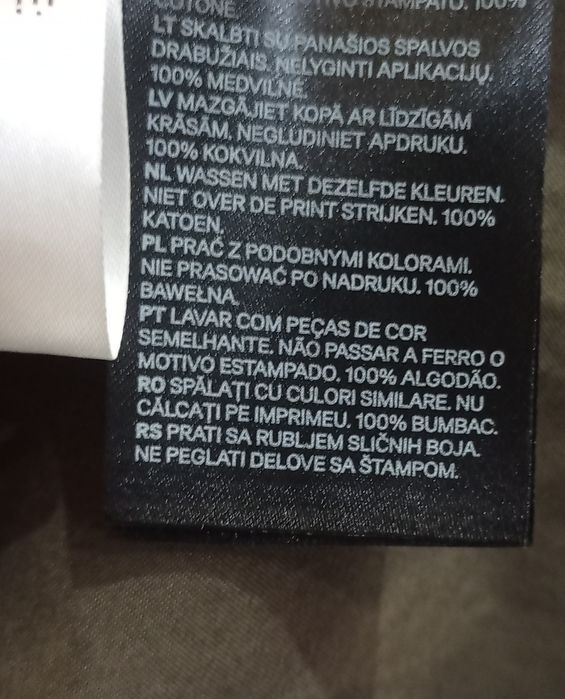 COTONE STAMPATO. 100%
LT SKALBTI SU PANAŠIOS SPALVOS
DRABUŽIAIS. NELYGINTI APLIKACIJŲ.
100% MEDVILNĖ.
LV MAZGĀJIET KOPĀ AR LĪDZĪGĀM
KRĀSĀM. NEGLUDINIET APDRUKU.
100% KOKVILNA.
NL WASSEN MET DEZELFDE KLEUREN.
NIET OVER DE PRINT STRIJKEN. 100%
KATOEN.
PL PRAĆ Z PODOBNYMI KOLORAMI.
NIE PRASOWAĆ PO NADRUKU. 100%
BAWEŁNA.
PT LAVAR COM PEÇAS DE COR
SEMELHANTE. NÃO PASSAR A FERRO O
MOTIVO ESTAMPADO. 100% ALGODÃO.
RO SPĂLAȚI CU CULORI SIMILARE. NU
CĂLCAȚI PE IMPRIMEU. 100% BUMBAC.
RS PRATI SA RUBLJEM SLIČNIH BOJA.
NE PEGLATI DELOVE SA ŠTAMPOM.